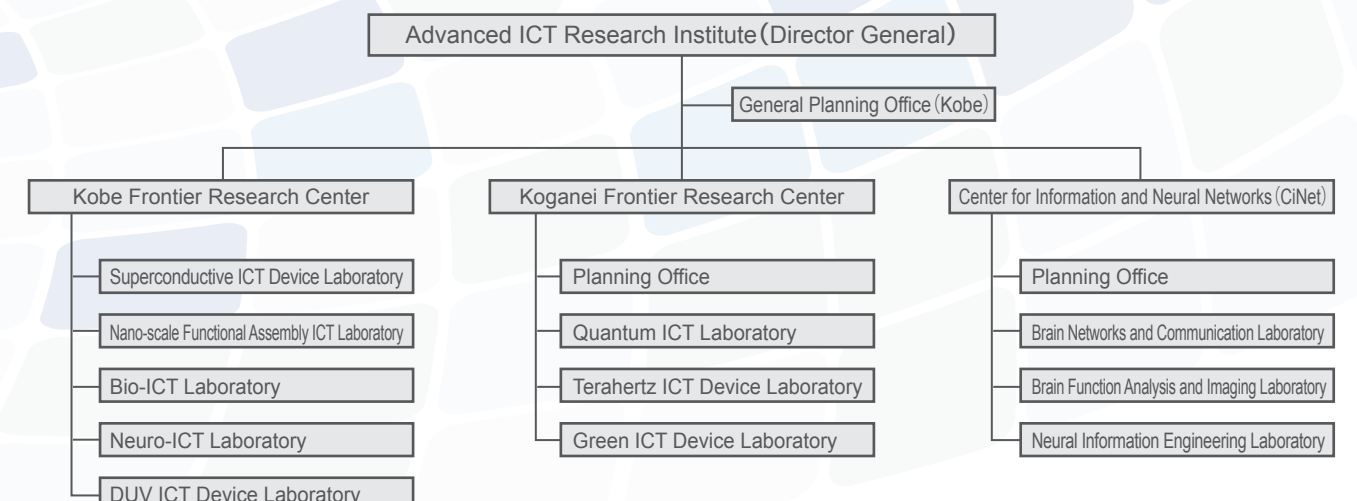 Advanced ICT Research Institute（Director General）
General Planning Office（Kobe）
Kobe Frontier Research Center
Superconductive ICT Device Laboratory
Nano-scale Functional Assembly ICT Laboratory
Bio-ICT Laboratory
Neuro-ICT Laboratory
DUV ICT Device Laboratory
Koganei Frontier Research Center
Planning Office
Quantum ICT Laboratory
Terahertz ICT Device Laboratory
Green ICT Device Laboratory
Center for Information and Neural Networks（CiNet）
Planning Office
Brain Networks and Communication Laboratory
Brain Function Analysis and Imaging Laboratory
Neural Information Engineering Laboratory